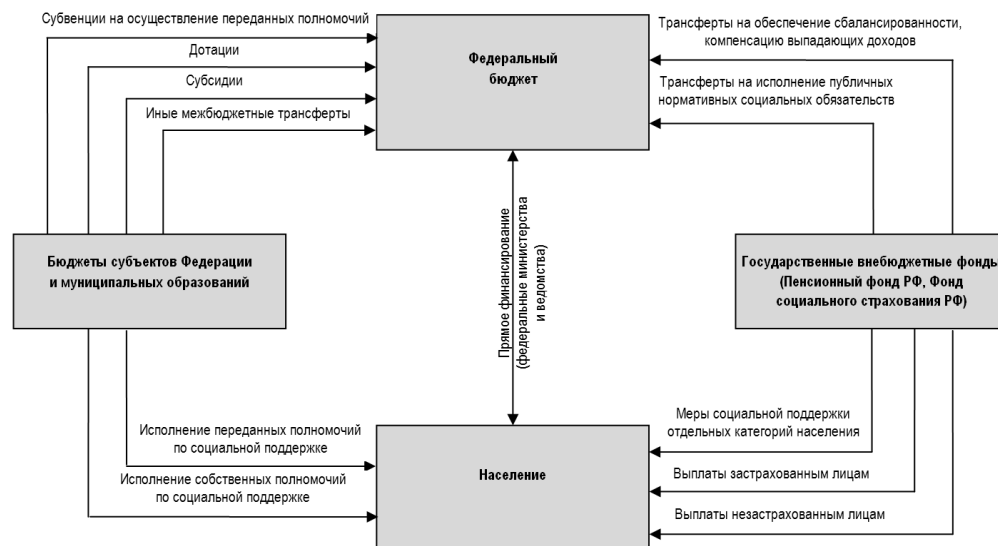 Субвенции на осуществление переданных полномочий
Дотации
Субсидии
Иные межбюджетные трансферты
Федеральный
бюджет
Трансферты на обеспечение сбалансированности,
компенсацию выпадающих доходов
Трансферты на исполнение публичных
нормативных социальных обязательств
Бюджеты субъектов Федерации
и муниципальных образований
Прямое финансирование
(федеральные министерства
и ведомства)
Государственные внебюджетные фонды
(Пенсионный фонд РФ, Фонд
социального страхования РФ)
Исполнение переданных полномочий
по социальной поддержке
Исполнение собственных полномочий
по социальной поддержке
Население
Меры социальной поддержки
отдельных категорий населения
Выплаты застрахованным лицам
Выплаты незастрахованным лицам